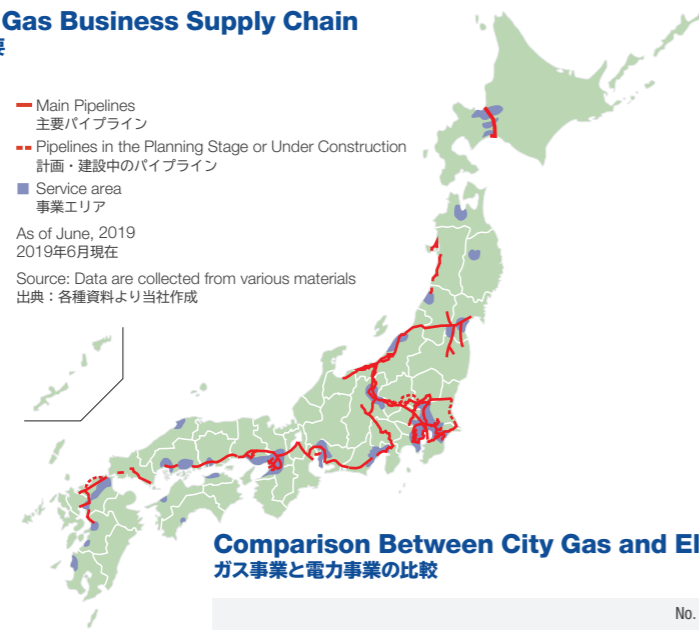 Gas Business Supply Chain
要
Main Pipelines
主要パイプライン
Pipelines in the Planning Stage or Under Construction
計画・建設中のパイプライン
Service area
事業エリア
As of June, 2019
2019年6月現在
Source: Data are collected from various materials
出典：各種資料より当社作成
Comparison Between City Gas and El
ガス事業と電力事業の比較
No.